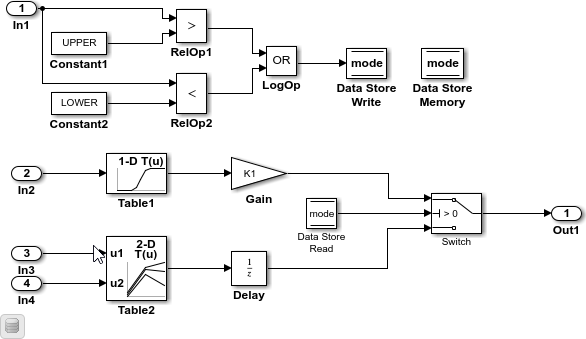 1
In1
UPPER
Constant1
>
RelOp1
LOWER
Constant2
<
RelOp2
OR
LogOp
mode
Data Store
Write
mode
Data Store
Memory
2
In2
1-D T(u)
Table1
K1
Gain
mode
Data Store
Read
> 0
Switch
1
Out1
3
In3
4
In4
u1
u2
2-D
T(u)
Table2
1
z
Delay